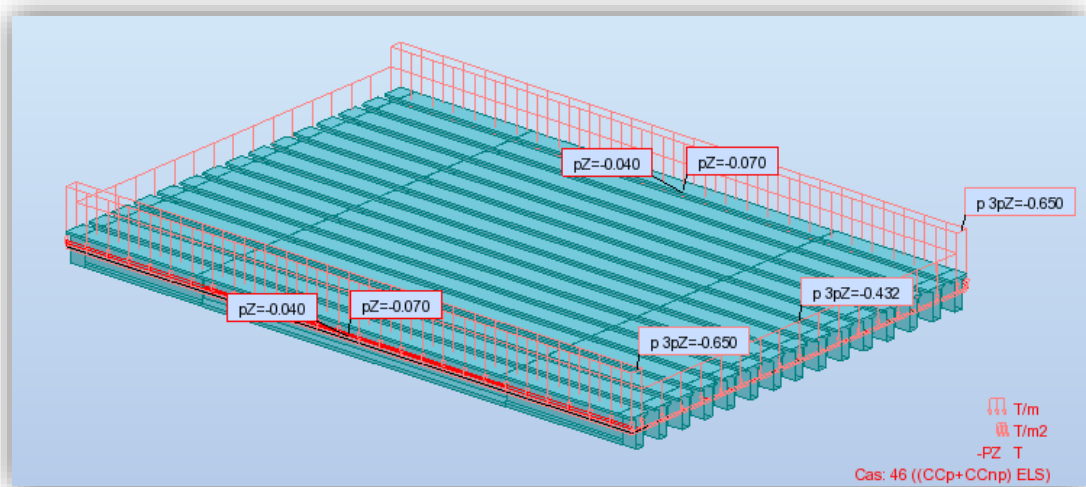 pZ=-0.040
pZ=-0.070
p 3pZ=-0.650
p 3pZ=-0.432
pZ=-0.040
pZ=-0.070
p 3pZ=-0.650
T/m
T/m2
-PZ T
Cas: 46 ((CCp+CCnp) ELS)